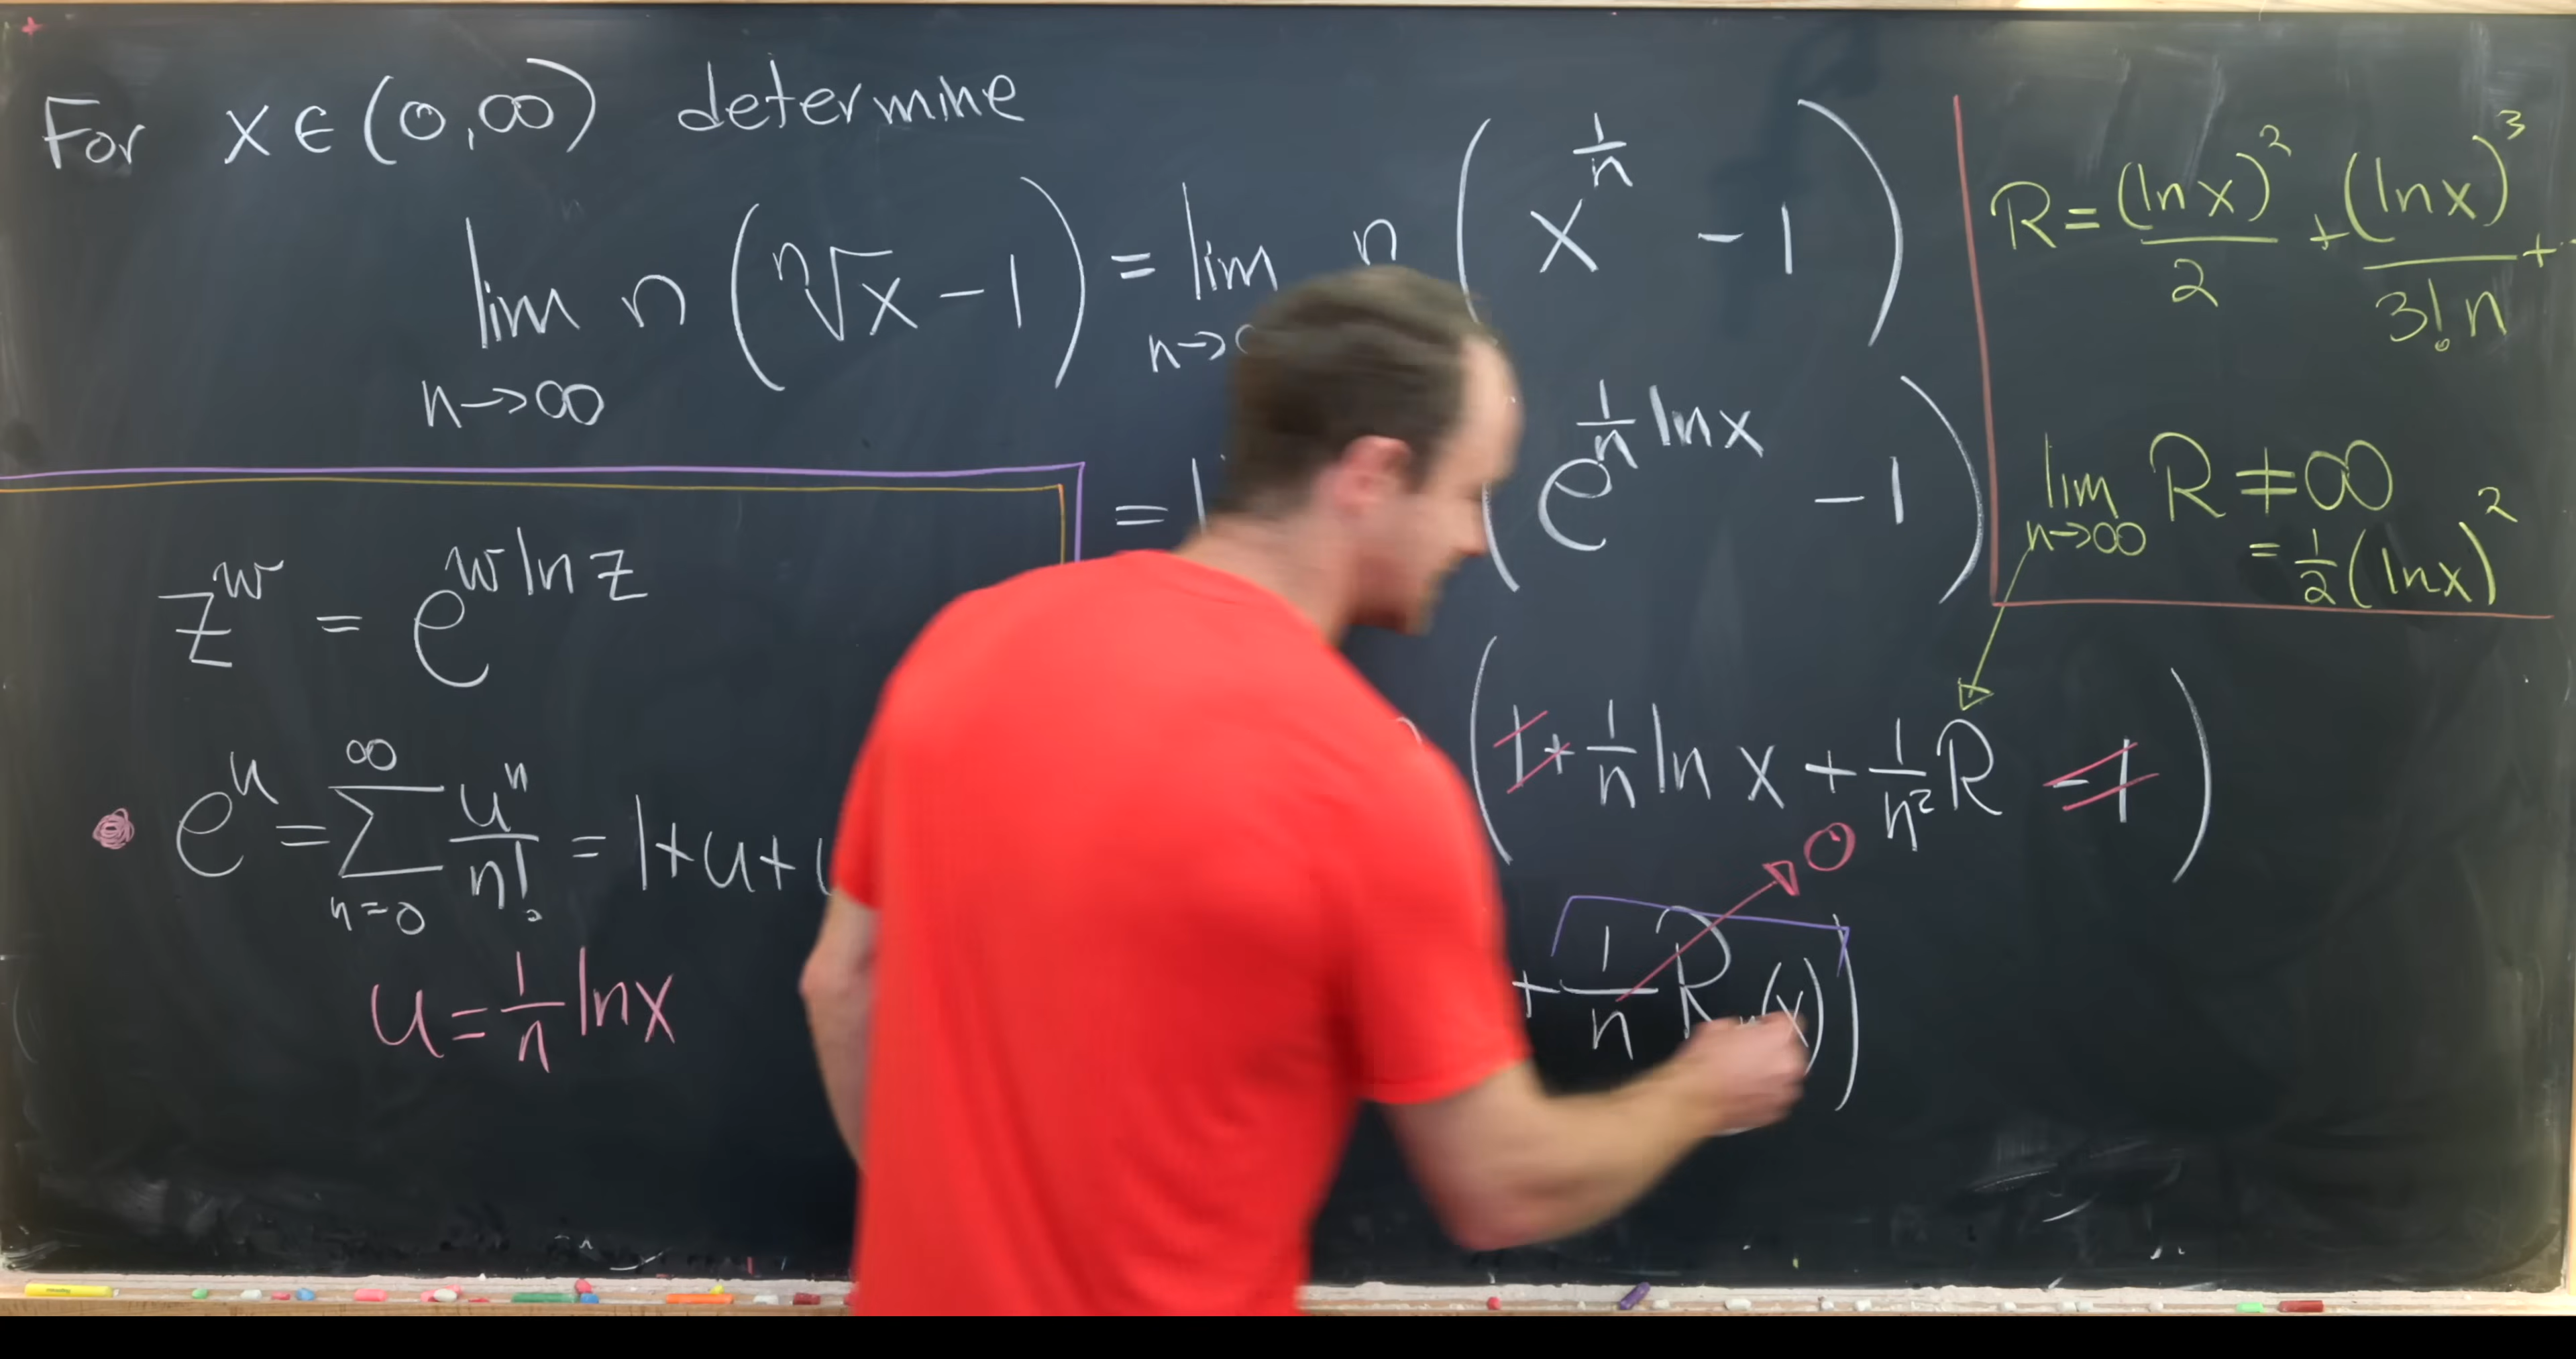 For x ∈ (0,∞) determine
lim n→∞ n (ⁿ√x − 1) = lim n→ n (x^(1/n) − 1)
= (e^(1/n ln x) − 1)
(1 + 1/n ln x + 1/n² R − 1)
0
+ 1/n R (x))
z^w = e^(w ln z)
e^u = ∑_(n=0)^∞ u^n/n! = 1 + u +
u = 1/n ln x
R = (ln x)²/2 + (ln x)³/(3! n) +
lim n→∞ R ≠ ∞
= 1/2 (ln x)²